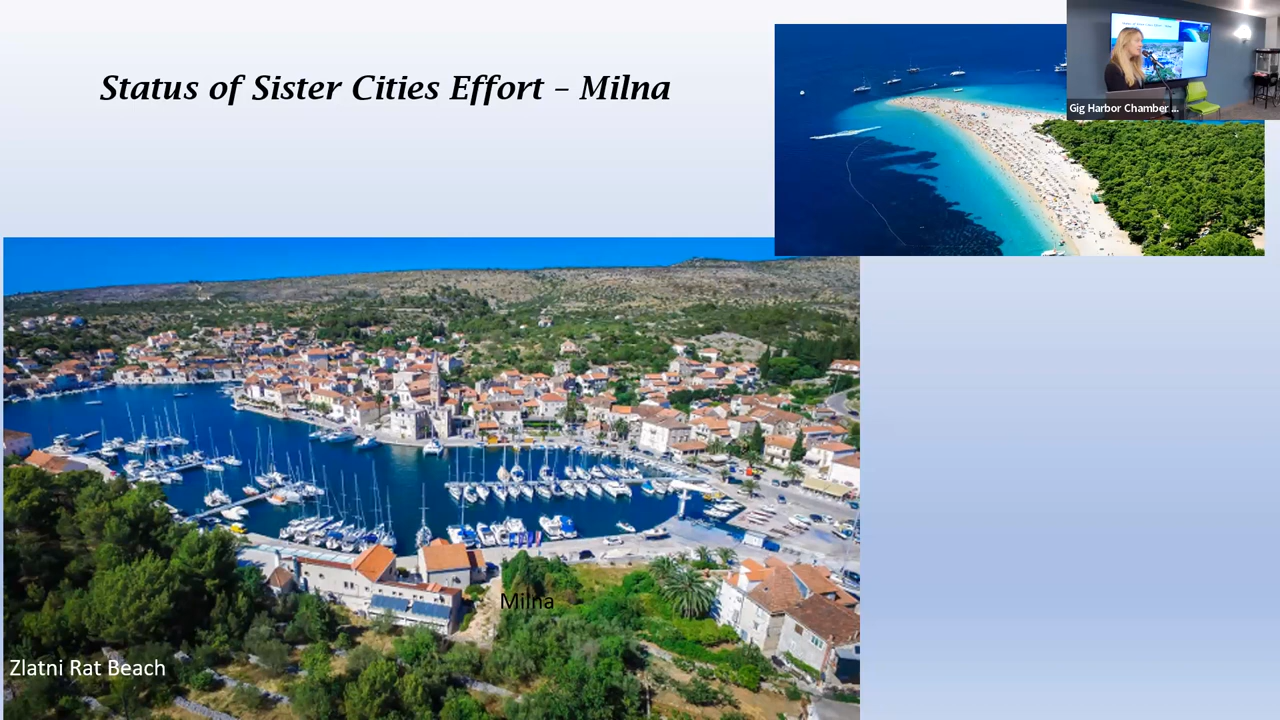 Status of Sister Cities Effort – Milna
Gig Harbor Chamber ...
Milna
Zlatni Rat Beach